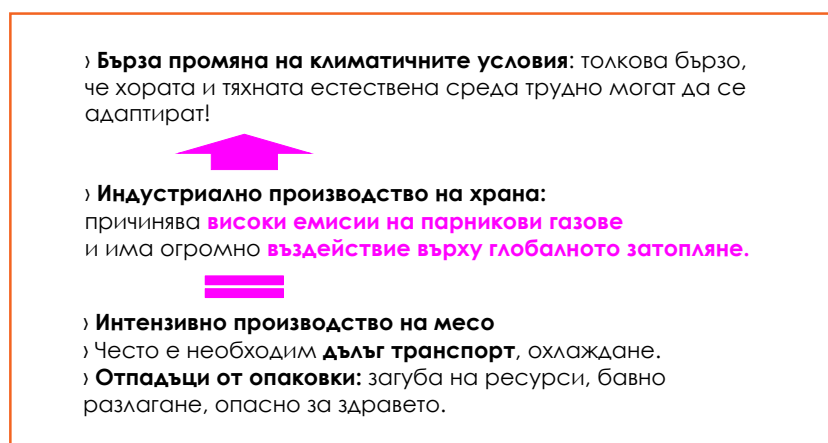 › Бърза промяна на климатичните условия: толкова бързо,
че хората и тяхната естествена среда трудно могат да се
адаптират!
› Индустриално производство на храна:
причинява високи емисии на парникови газове
и има огромно въздействие върху глобалното затопляне.
› Интензивно производство на месо
› Често е необходим дълъг транспорт, охлаждане.
› Отпадъци от опаковки: загуба на ресурси, бавно
разлагане, опасно за здравето.